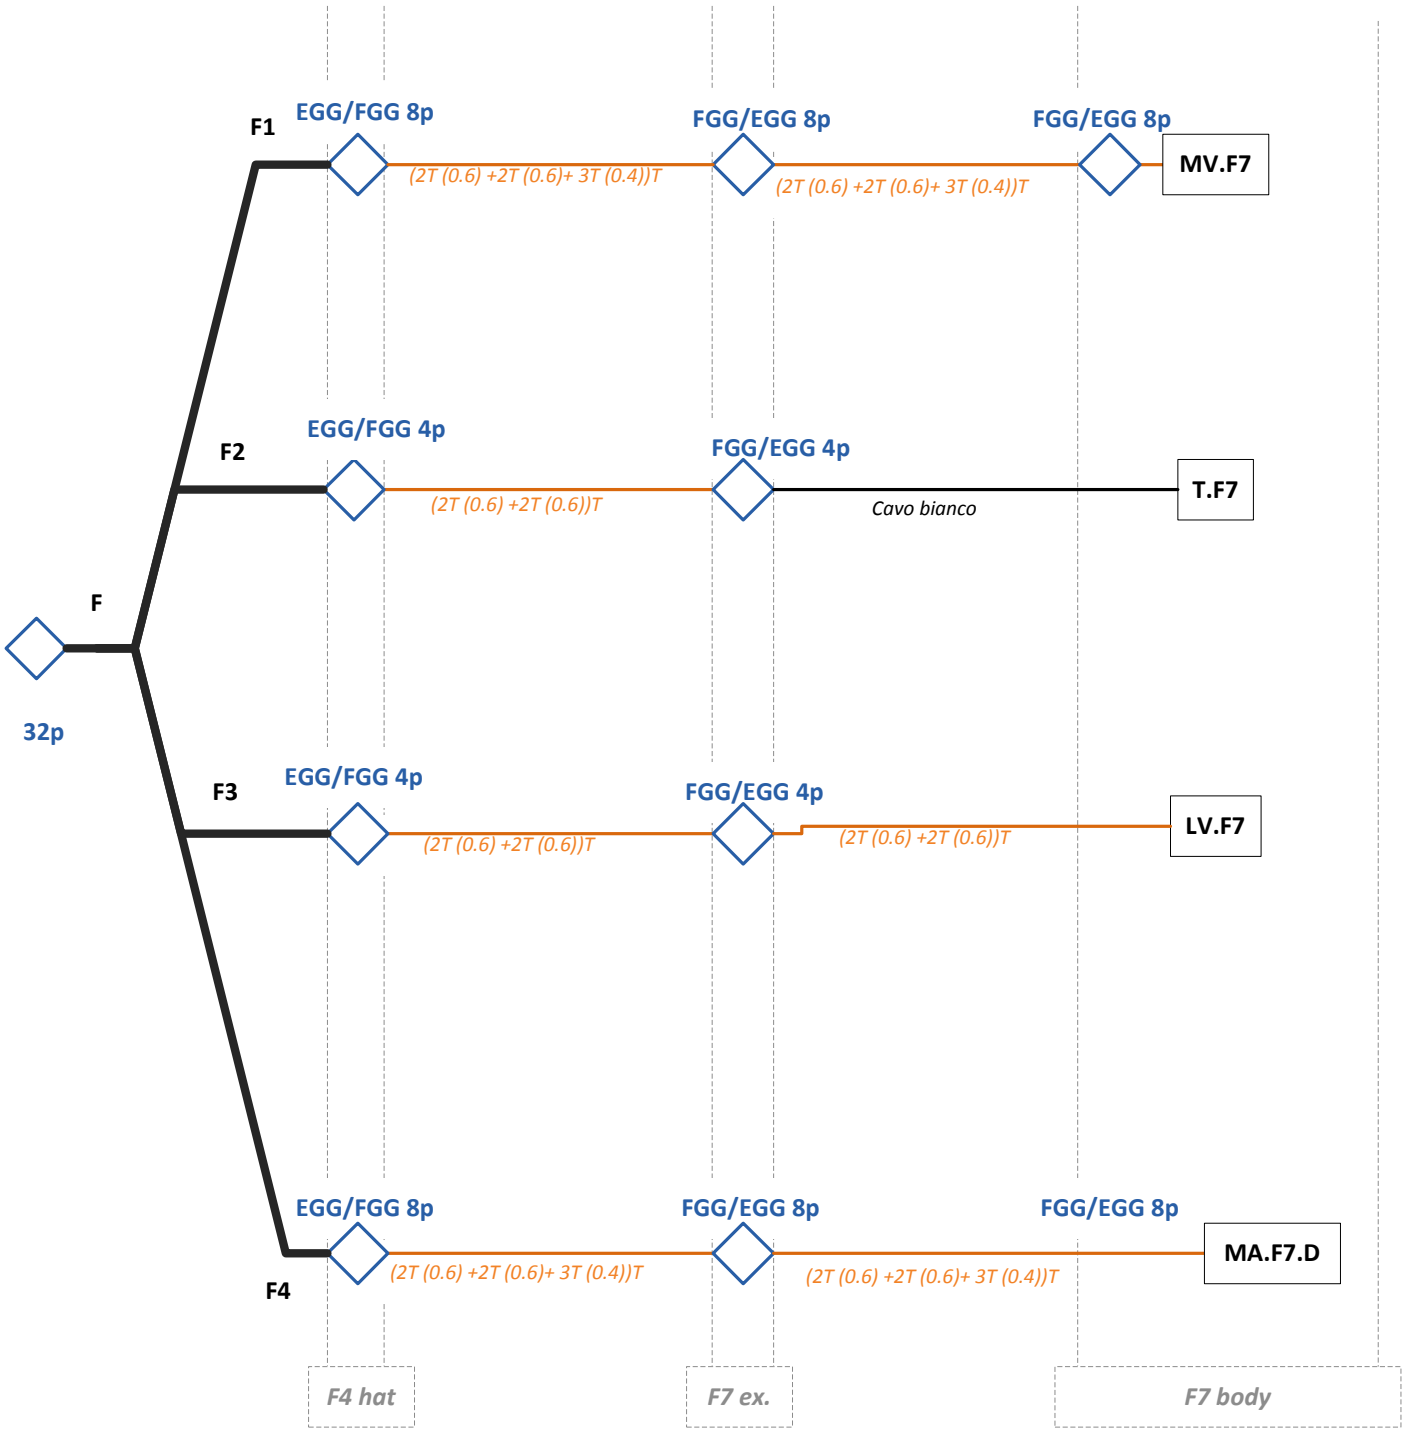 F1
EGG/FGG 8p
FGG/EGG 8p
FGG/EGG 8p
MV.F7
(2T (0.6) +2T (0.6)+ 3T (0.4))T
(2T (0.6) +2T (0.6)+ 3T (0.4))T
F2
EGG/FGG 4p
FGG/EGG 4p
T.F7
(2T (0.6) +2T (0.6))T
Cavo bianco
F
32p
F3
EGG/FGG 4p
FGG/EGG 4p
LV.F7
(2T (0.6) +2T (0.6))T
(2T (0.6) +2T (0.6))T
EGG/FGG 8p
FGG/EGG 8p
FGG/EGG 8p
MA.F7.D
F4
(2T (0.6) +2T (0.6)+ 3T (0.4))T
(2T (0.6) +2T (0.6)+ 3T (0.4))T
F4 hat
F7 ex.
F7 body